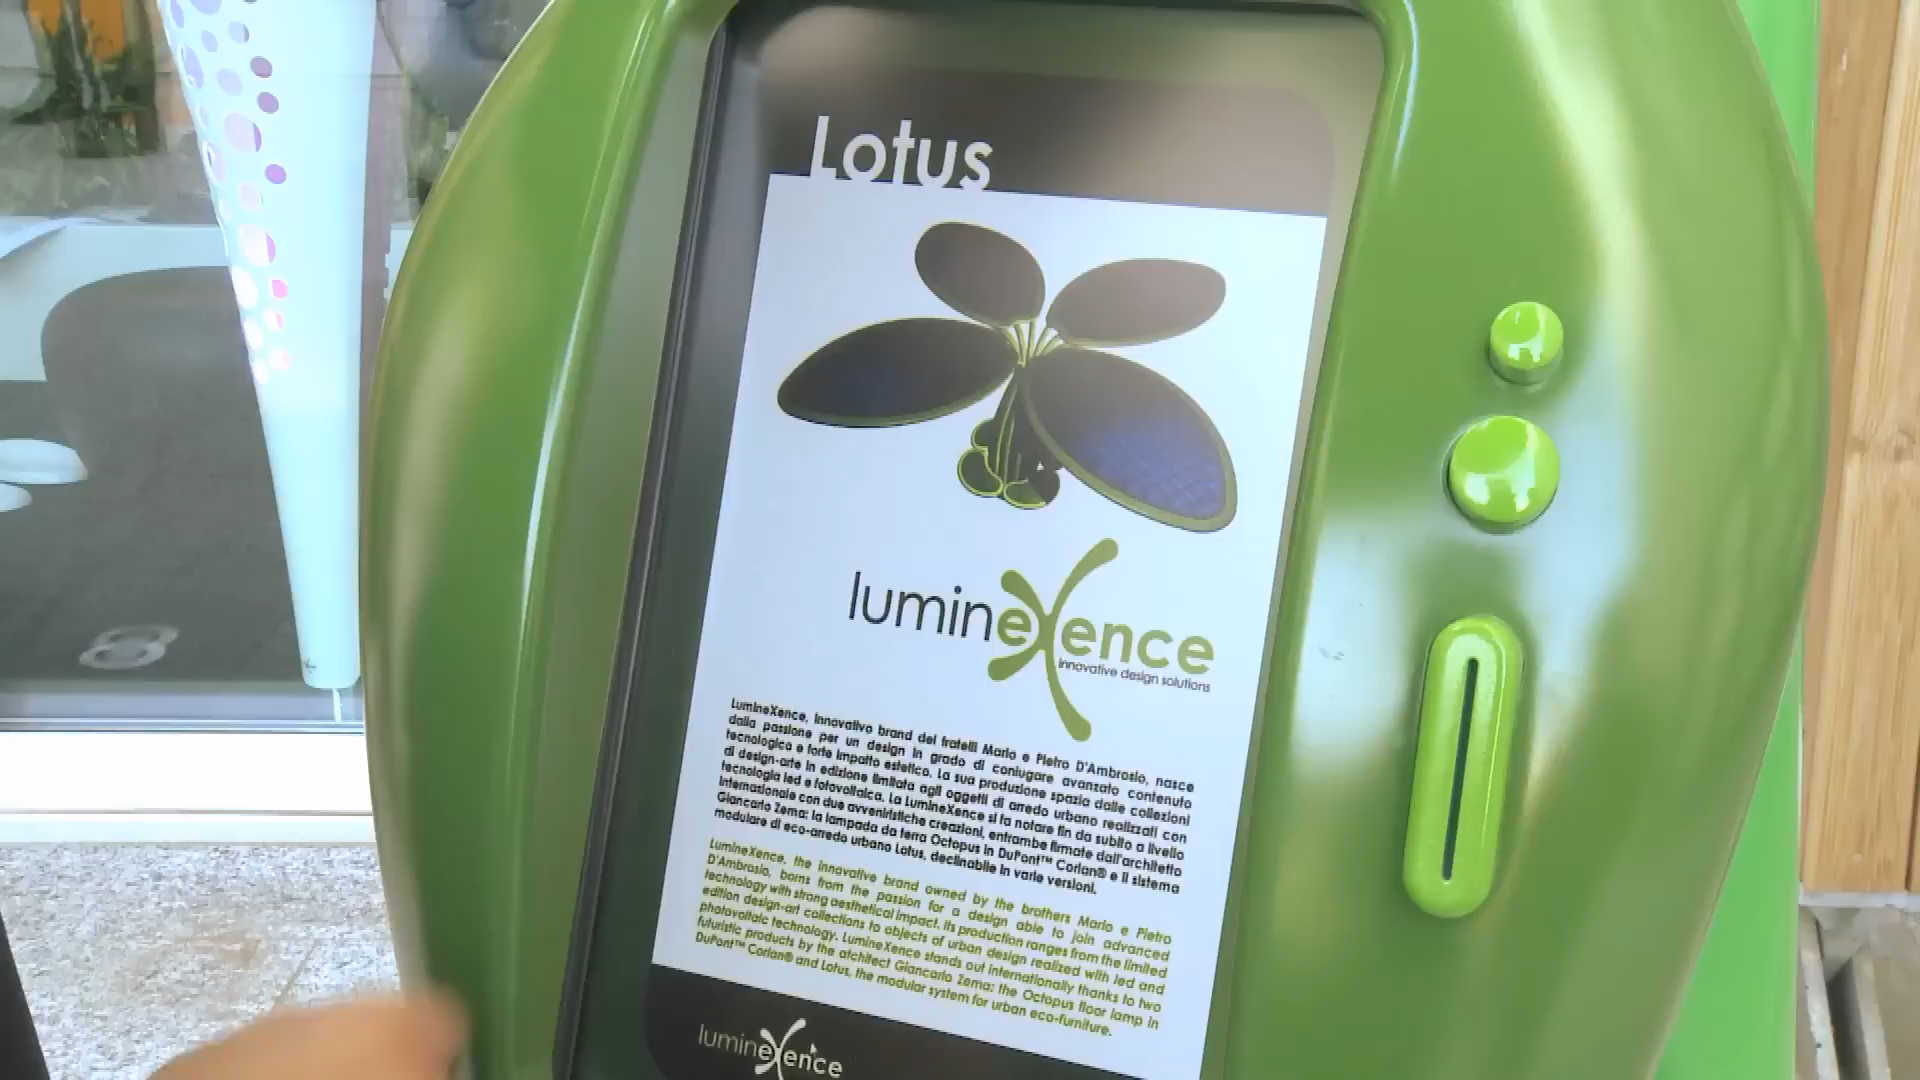 Lotus
lumineXence
innovative design solutions
LumineXence, innovativo brand dei fratelli Mario e Pietro D'Ambrosio, nasce
dalla passione per un design in grado di coniugare avanzato contenuto
tecnologico e forte impatto estetico. La sua produzione spazia dalle collezioni
di design-arte in edizione limitata agli oggetti di arredo urbano realizzati con
tecnologia led e fotovoltaica. La LumineXence si fa notare fin da subito a livello
internazionale con due avveniristiche creazioni, entrambe firmate dall'architetto
Giancarlo Zema: la lampada da terra Octopus in DuPont™ Corian® e il sistema
modulare di eco-arredo urbano Lotus, declinabile in varie versioni.
LumineXence, the innovative brand owned by the brothers Mario e Pietro
D'Ambrosio, borns from the passion for a design able to join advanced
technology with strong aesthetical impact. Its production ranges from the limited
edition design-art collections to objects of urban design realized with led and
photovoltaic technology. LumineXence stands out internationally thanks to two
futuristic products by the architect Giancarlo Zema: the Octopus floor lamp in
DuPont™ Corian® and Lotus, the modular system for urban eco-furniture.
lumineXence